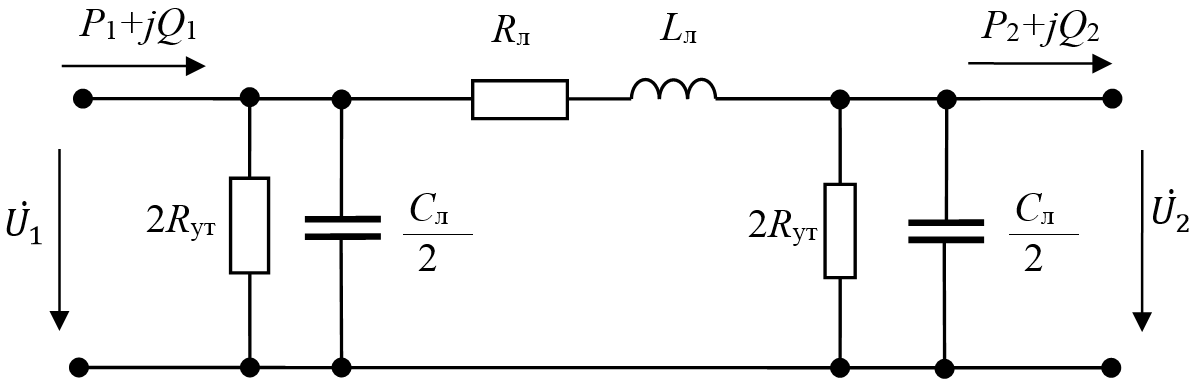 P₁+jQ₁
Rл
Lл
P₂+jQ₂
U̇₁
2Rут
Cл
2
2Rут
Cл
2
U̇₂